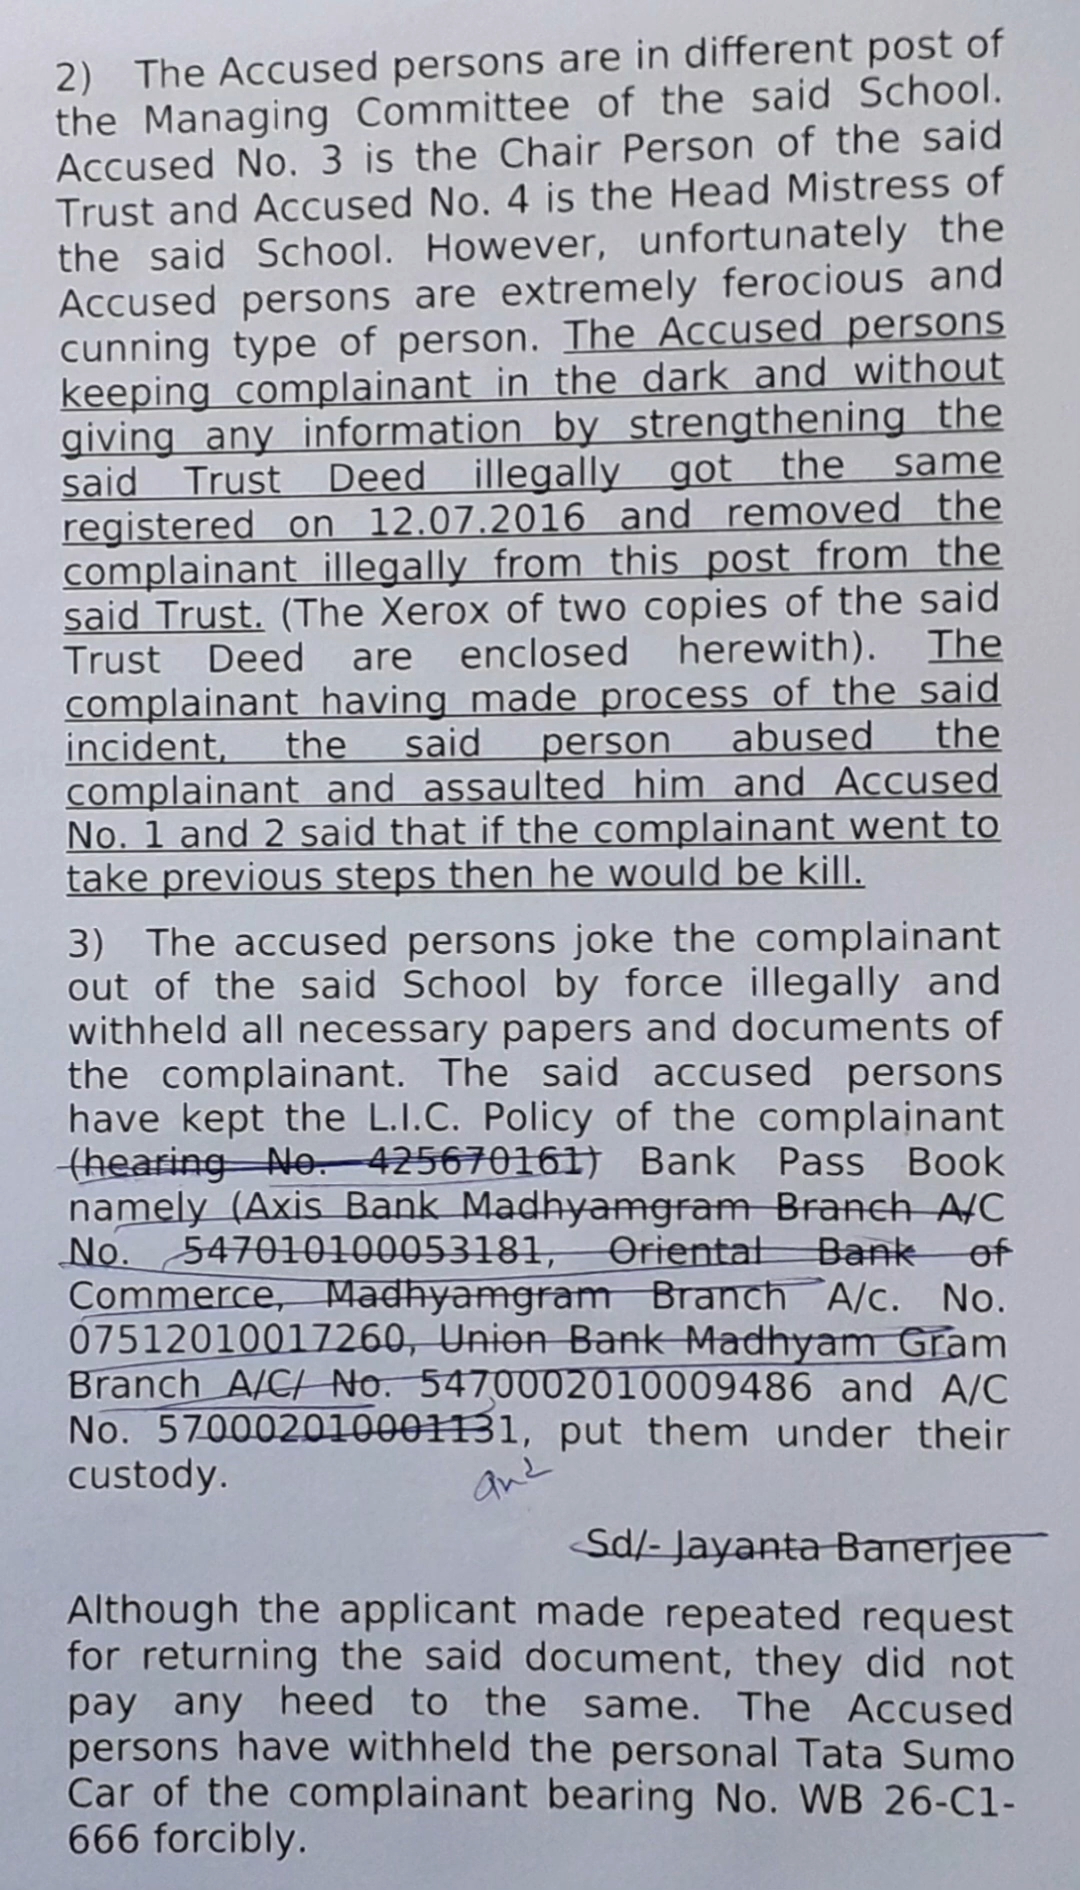 2) The Accused persons are in different post of
the Managing Committee of the said School.
Accused No. 3 is the Chair Person of the said
Trust and Accused No. 4 is the Head Mistress of
the said School. However, unfortunately the
Accused persons are extremely ferocious and
cunning type of person. The Accused persons
keeping complainant in the dark and without
giving any information by strengthening the
said Trust Deed illegally got the same
registered on 12.07.2016 and removed the
complainant illegally from this post from the
said Trust. (The Xerox of two copies of the said
Trust Deed are enclosed herewith). The
complainant having made process of the said
incident, the said person abused the
complainant and assaulted him and Accused
No. 1 and 2 said that if the complainant went to
take previous steps then he would be kill.
3) The accused persons joke the complainant
out of the said School by force illegally and
withheld all necessary papers and documents of
the complainant. The said accused persons
have kept the L.I.C. Policy of the complainant
(hearing No. 425670161) Bank Pass Book
namely (Axis Bank Madhyamgram Branch A/C
No. 547010100053181, Oriental Bank of
Commerce, Madhyamgram Branch A/c. No.
07512010017260, Union Bank Madhyam Gram
Branch A/C/ No. 5470002010009486 and A/C
No. 570002010001131, put them under their
custody.
Sd/- Jayanta Banerjee
Although the applicant made repeated request
for returning the said document, they did not
pay any heed to the same. The Accused
persons have withheld the personal Tata Sumo
Car of the complainant bearing No. WB 26-C1-
666 forcibly.